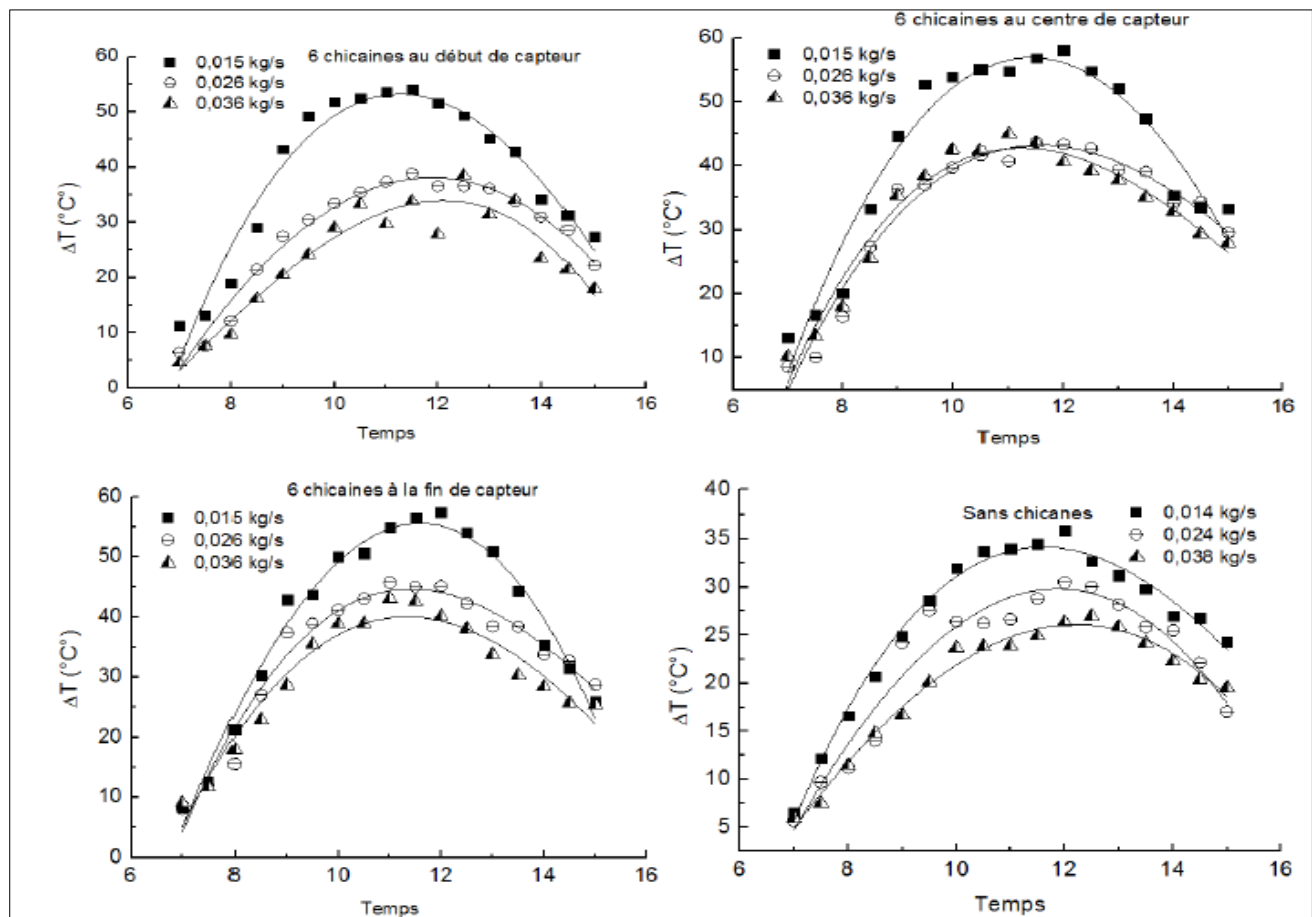 6 chicaines au début de capteur
0,015 kg/s
0,026 kg/s
0,036 kg/s
ΔT (°C°)
60
50
40
30
20
10
0
6 8 10 12 14 16
Temps
6 chicaines au centre de capteur
0,015 kg/s
0,026 kg/s
0,036 kg/s
ΔT (°C°)
60
50
40
30
20
10
6 8 10 12 14 16
Temps
6 chicaines à la fin de capteur
0,015 kg/s
0,026 kg/s
0,036 kg/s
ΔT (°C°)
60
50
40
30
20
10
0
6 8 10 12 14 16
Temps
Sans chicanes
0,014 kg/s
0,024 kg/s
0,038 kg/s
ΔT (°C°)
40
35
30
25
20
15
10
5
6 8 10 12 14 16
Temps